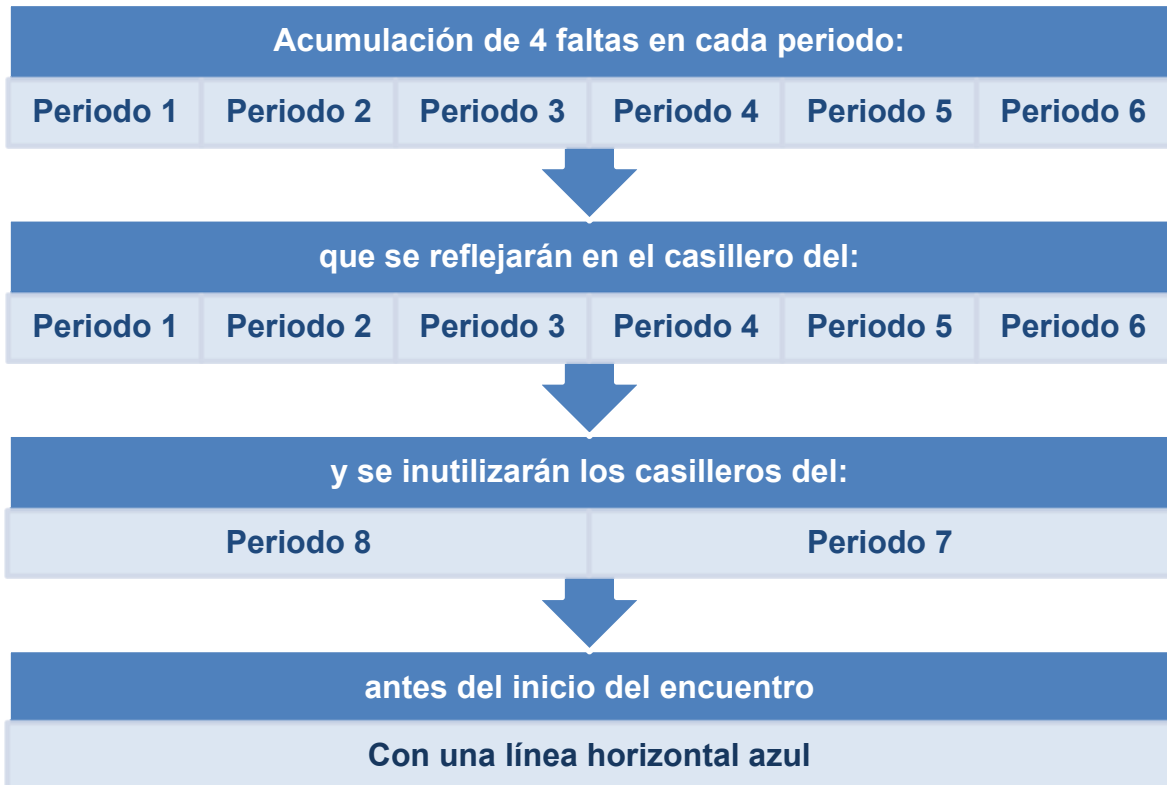 Acumulación de 4 faltas en cada periodo:
Periodo 1 Periodo 2 Periodo 3 Periodo 4 Periodo 5 Periodo 6
que se reflejarán en el casillero del:
Periodo 1 Periodo 2 Periodo 3 Periodo 4 Periodo 5 Periodo 6
y se inutilizarán los casilleros del:
Periodo 8 Periodo 7
antes del inicio del encuentro
Con una línea horizontal azul